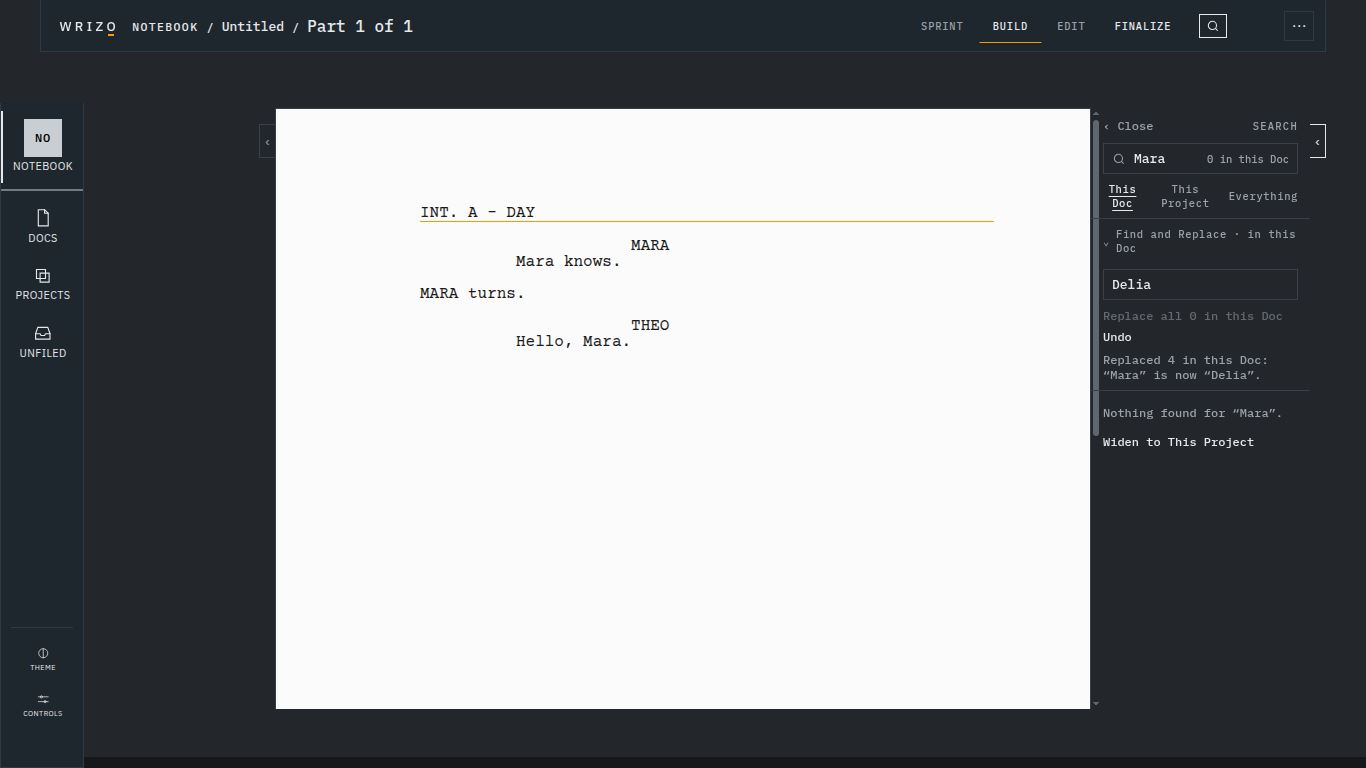 WRIZO NOTEBOOK / Untitled / Part 1 of 1
SPRINT BUILD EDIT FINALIZE ...
NO
NOTEBOOK
DOCS
PROJECTS
UNFILED
THEME
CONTROLS
‹
INT. A - DAY
MARA
Mara knows.
MARA turns.
THEO
Hello, Mara.
‹ Close SEARCH
‹
Mara 0 in this Doc
This Doc
This Project
Everything
Find and Replace · in this
Doc
Delia
Replace all 0 in this Doc
Undo
Replaced 4 in this Doc:
“Mara” is now “Delia”.
Nothing found for “Mara”.
Widen to This Project